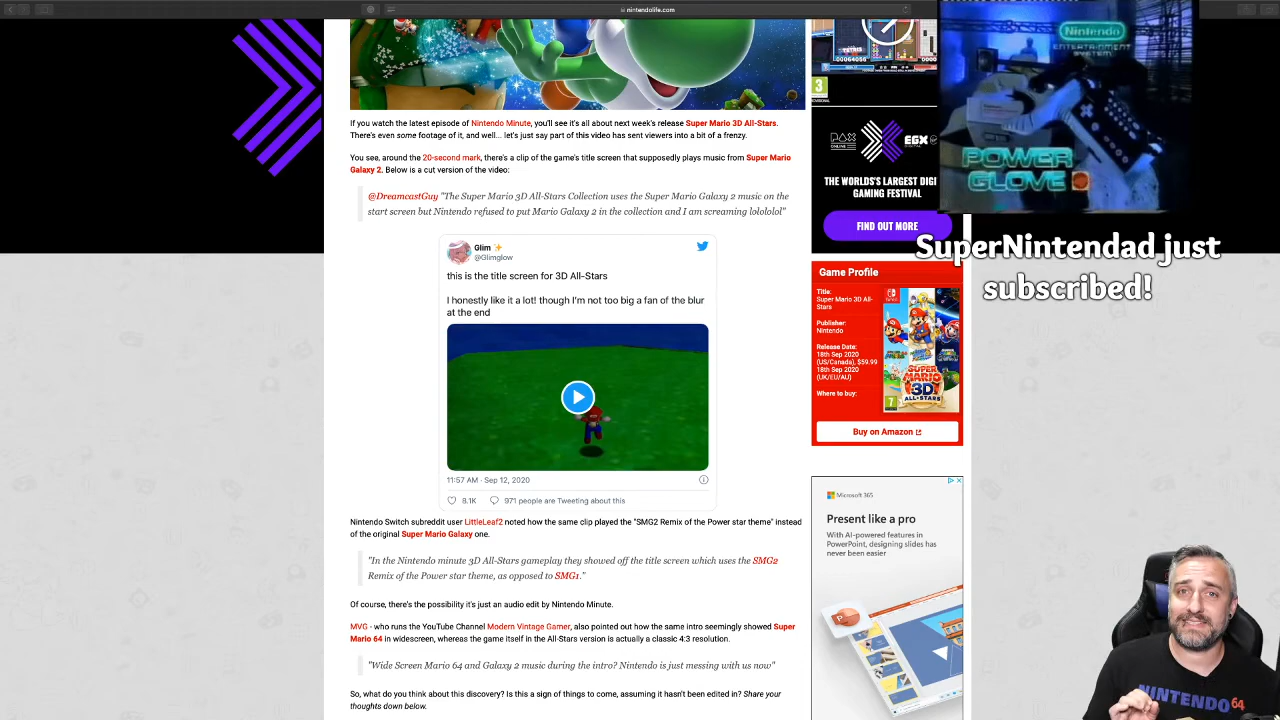 nintendolife.com
If you watch the latest episode of Nintendo Minute, you'll see it's all about next week's release Super Mario 3D All-Stars.
There's even some footage of it, and well... let's just say part of this video has sent viewers into a bit of a frenzy.
You see, around the 20-second mark, there's a clip of the game's title screen that supposedly plays music from Super Mario
Galaxy 2. Below is a cut version of the video:
@DreamcastGuy "The Super Mario 3D All-Stars Collection uses the Super Mario Galaxy 2 music on the
start screen but Nintendo refused to put Mario Galaxy 2 in the collection and I am screaming lolololol"
Glim ✨
@Glimglow
this is the title screen for 3D All-Stars
I honestly like it a lot! though I'm not too big a fan of the blur
at the end
11:57 AM · Sep 12, 2020
8.1K 971 people are Tweeting about this
Nintendo Switch subreddit user LittleLeaf2 noted how the same clip played the "SMG2 Remix of the Power star theme" instead
of the original Super Mario Galaxy one.
"In the Nintendo minute 3D All-Stars gameplay they showed off the title screen which uses the SMG2
Remix of the Power star theme, as opposed to SMG1."
Of course, there's the possibility it's just an audio edit by Nintendo Minute.
MVG - who runs the YouTube Channel Modern Vintage Gamer, also pointed out how the same intro seemingly showed Super
Mario 64 in widescreen, whereas the game itself in the All-Stars version is actually a classic 4:3 resolution.
"Wide Screen Mario 64 and Galaxy 2 music during the intro? Nintendo is just messing with us now"
So, what do you think about this discovery? Is this a sign of things to come, assuming it hasn't been edited in? Share your
thoughts down below.
3
PAX
ONLINE
EGX
DIGITAL
THE WORLD'S LARGEST DIGI
GAMING FESTIVAL
FIND OUT MORE
Nintendo
ENTERTAINMENT
SYSTEM
POWER
GLOVE
SuperNintendad just
subscribed!
Game Profile
Title:
Super Mario 3D All-
Stars
Publisher:
Nintendo
Release Date:
18th Sep 2020
(US/Canada), $59.99
18th Sep 2020
(UK/EU/AU)
Where to buy:
SUPER
MARIO
3D
ALL-STARS
7
Buy on Amazon
Microsoft 365
Present like a pro
With AI-powered features in
PowerPoint, designing slides has
never been easier
NINTENDO 64